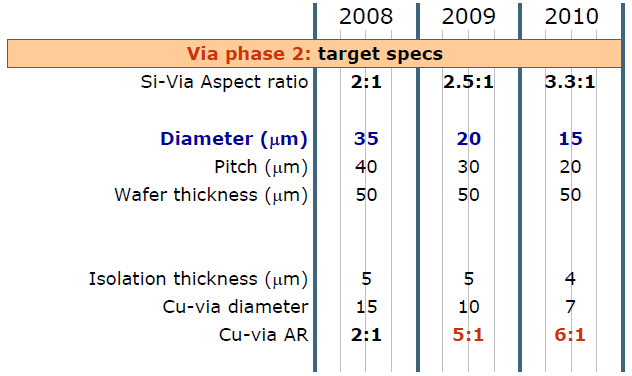 2008 2009 2010
Via phase 2: target specs
Si-Via Aspect ratio 2:1 2.5:1 3.3:1
Diameter (μm) 35 20 15
Pitch (μm) 40 30 20
Wafer thickness (μm) 50 50 50
Isolation thickness (μm) 5 5 4
Cu-via diameter 15 10 7
Cu-via AR 2:1 5:1 6:1